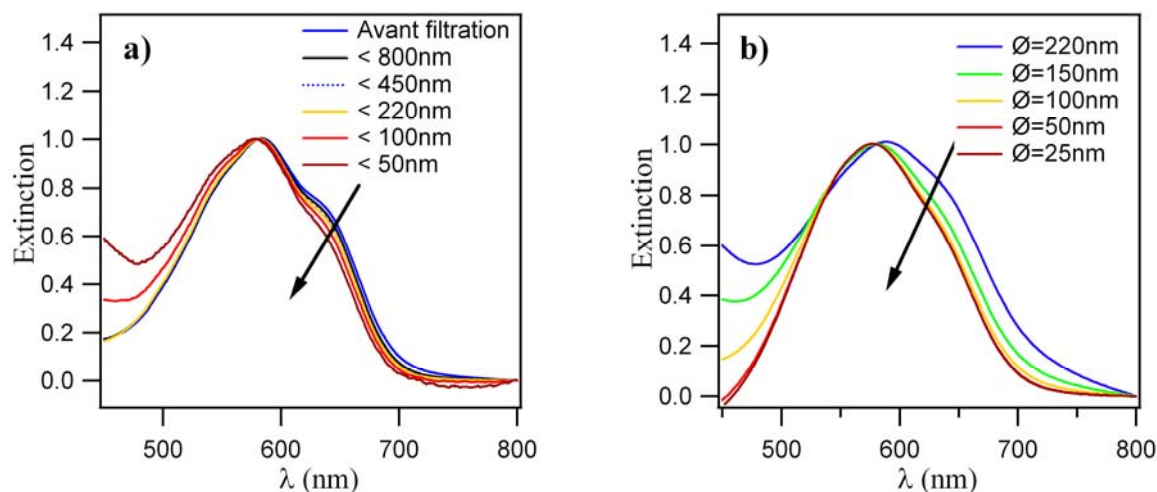 a)
Avant filtration
< 800nm
< 450nm
< 220nm
< 100nm
< 50nm
1.4
1.2
1.0
0.8
0.6
0.4
0.2
0.0
Extinction
500
600
700
800
λ (nm)
b)
Ø=220nm
Ø=150nm
Ø=100nm
Ø=50nm
Ø=25nm
1.4
1.2
1.0
0.8
0.6
0.4
0.2
0.0
Extinction
500
600
700
800
λ (nm)